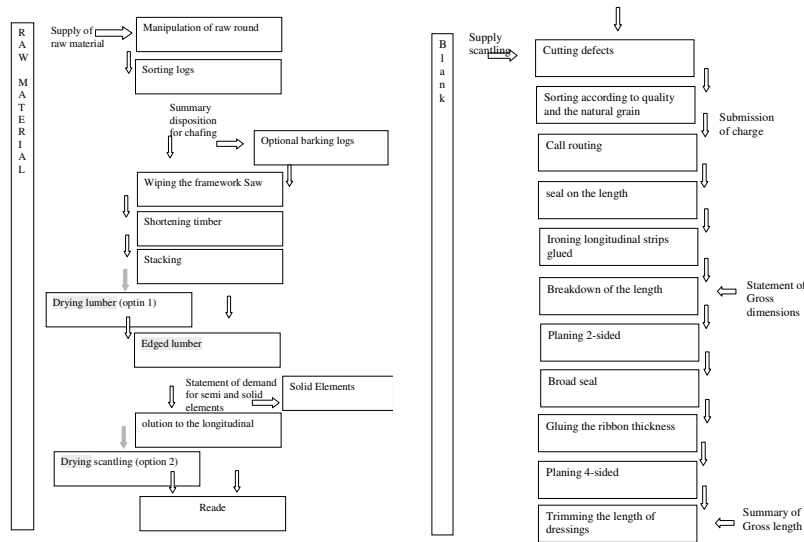 RAW MATERIAL
Supply of
raw material
Manipulation of raw round
Sorting logs
Summary
disposition
for chafing
Optional barking logs
Wiping the framework Saw
Shortening timber
Stacking
Drying lumber (optin 1)
Edged lumber
Statement of demand
for semi and solid
elements
Solid Elements
olution to the longitudinal
Drying scantling (option 2)
Reade
Blank
Supply
scantling
Cutting defects
Sorting according to quality
and the natural grain
Submission
of charge
Call routing
seal on the length
Ironing longitudinal strips
glued
Breakdown of the length
Statement of
Gross
dimensions
Planing 2-sided
Broad seal
Gluing the ribbon thickness
Planing 4-sided
Trimming the length of
dressings
Summary of
Gross length